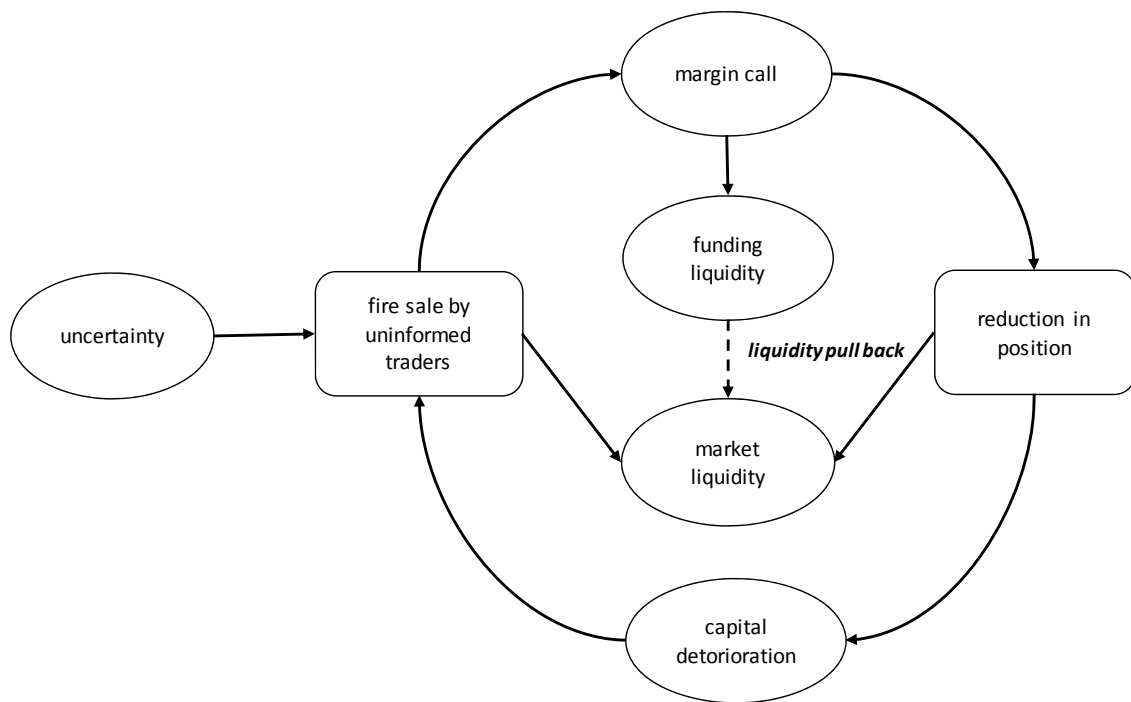 margin call
funding
liquidity
uncertainty
fire sale by
uninformed
traders
reduction in
position
liquidity pull back
market
liquidity
capital
detorioration